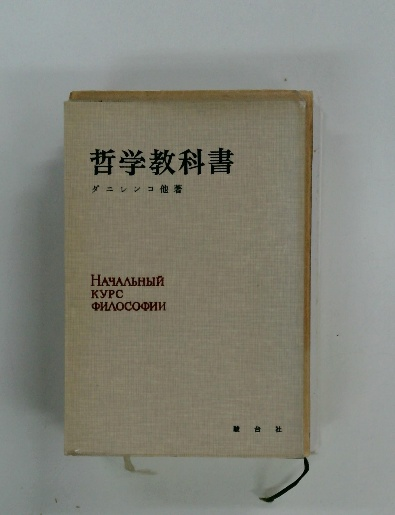 哲学教科書
ダニレンコ他著
НАЧАЛЬНЫЙ
КУРС
ФИЛОСОФИИ
駿台社